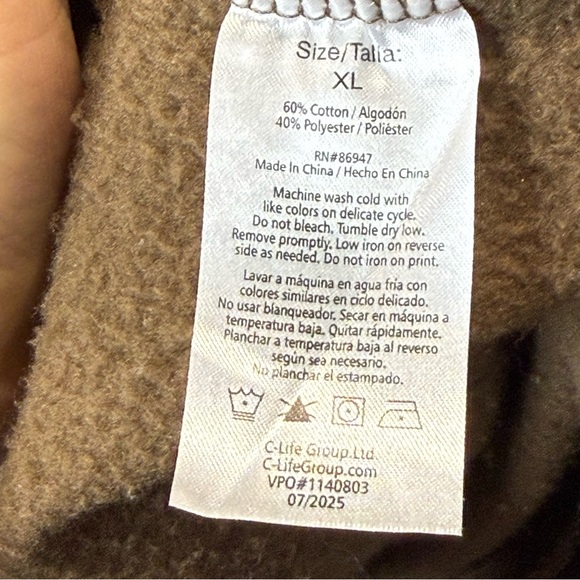 Size/Talla:
XL
60% Cotton / Algodón
40% Polyester / Poliéster
RN#86947
Made In China / Hecho En China
Machine wash cold with
like colors on delicate cycle.
Do not bleach. Tumble dry low.
Remove promptly. Low iron on reverse
side as needed. Do not iron on print.
Lavar a máquina en agua fría con
colores similares en ciclo delicado.
No usar blanqueador. Secar en máquina a
temperatura baja. Quitar rápidamente.
Planchar a temperatura baja al reverso
según sea necesario.
No planchar el estampado.
C-Life Group.Ltd.
C-LifeGroup.com
VPO#1140803
07/2025